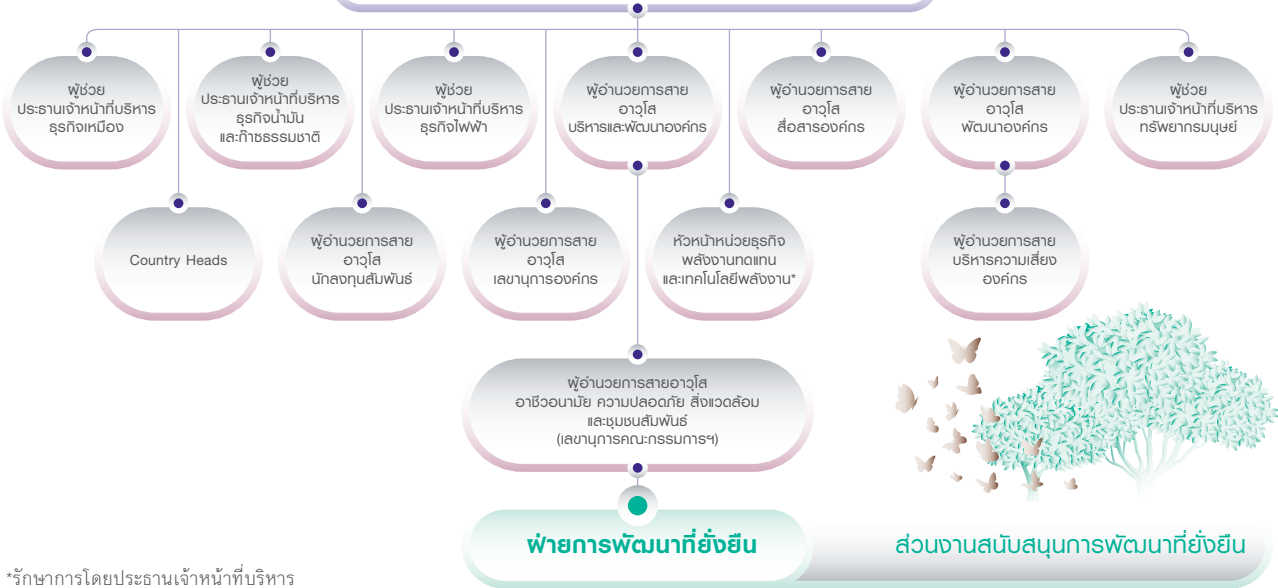 ผู้ช่วย
ประธานเจ้าหน้าที่บริหาร
ธุรกิจเหมือง
ผู้ช่วย
ประธานเจ้าหน้าที่บริหาร
ธุรกิจน้ำมัน
และก๊าซธรรมชาติ
ผู้ช่วย
ประธานเจ้าหน้าที่บริหาร
ธุรกิจไฟฟ้า
ผู้อำนวยการสาย
อาวุโส
บริหารและพัฒนาองค์กร
ผู้อำนวยการสาย
อาวุโส
สื่อสารองค์กร
ผู้อำนวยการสาย
อาวุโส
พัฒนาองค์กร
ผู้ช่วย
ประธานเจ้าหน้าที่บริหาร
ทรัพยากรมนุษย์
Country Heads
ผู้อำนวยการสาย
อาวุโส
นักลงทุนสัมพันธ์
ผู้อำนวยการสาย
อาวุโส
เลขานุการองค์กร
หัวหน้าหน่วยธุรกิจ
พลังงานทดแทน
และเทคโนโลยีพลังงาน*
ผู้อำนวยการสาย
บริหารความเสี่ยง
องค์กร
ผู้อำนวยการสายอาวุโส
อาชีวอนามัย ความปลอดภัย สิ่งแวดล้อม
และชุมชนสัมพันธ์
(เลขานุการคณะกรรมการฯ)
ฝ่ายการพัฒนาที่ยั่งยืน
ส่วนงานสนับสนุนการพัฒนาที่ยั่งยืน
*รักษาการโดยประธานเจ้าหน้าที่บริหาร